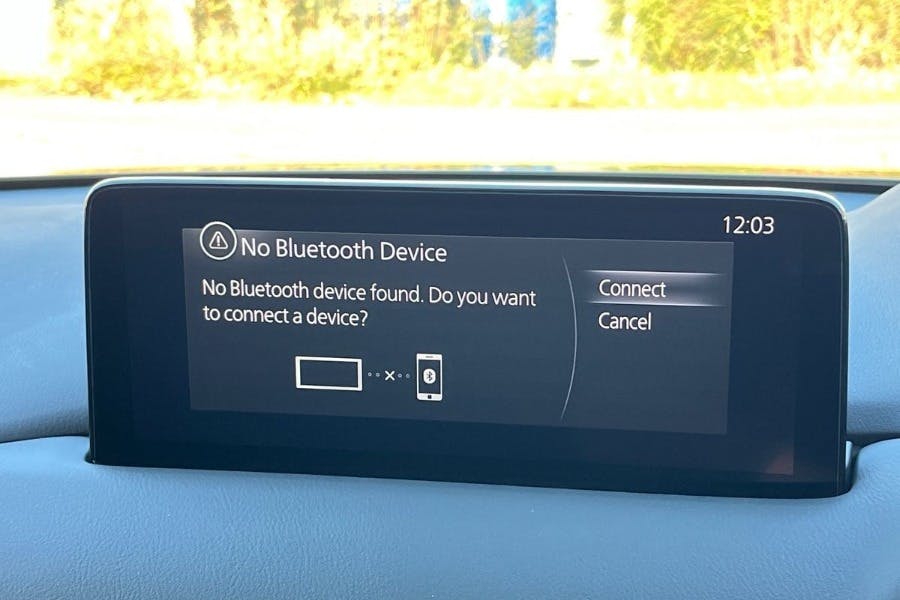 12:03
No Bluetooth Device
No Bluetooth device found. Do you want
to connect a device?
Connect
Cancel